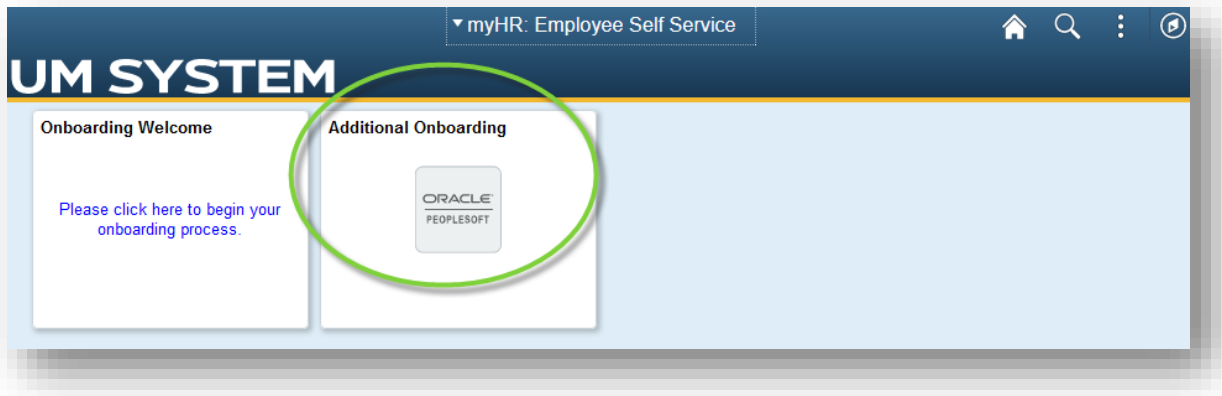 myHR: Employee Self Service
UM SYSTEM
Onboarding Welcome
Additional Onboarding
ORACLE
PEOPLESOFT
Please click here to begin your
onboarding process.